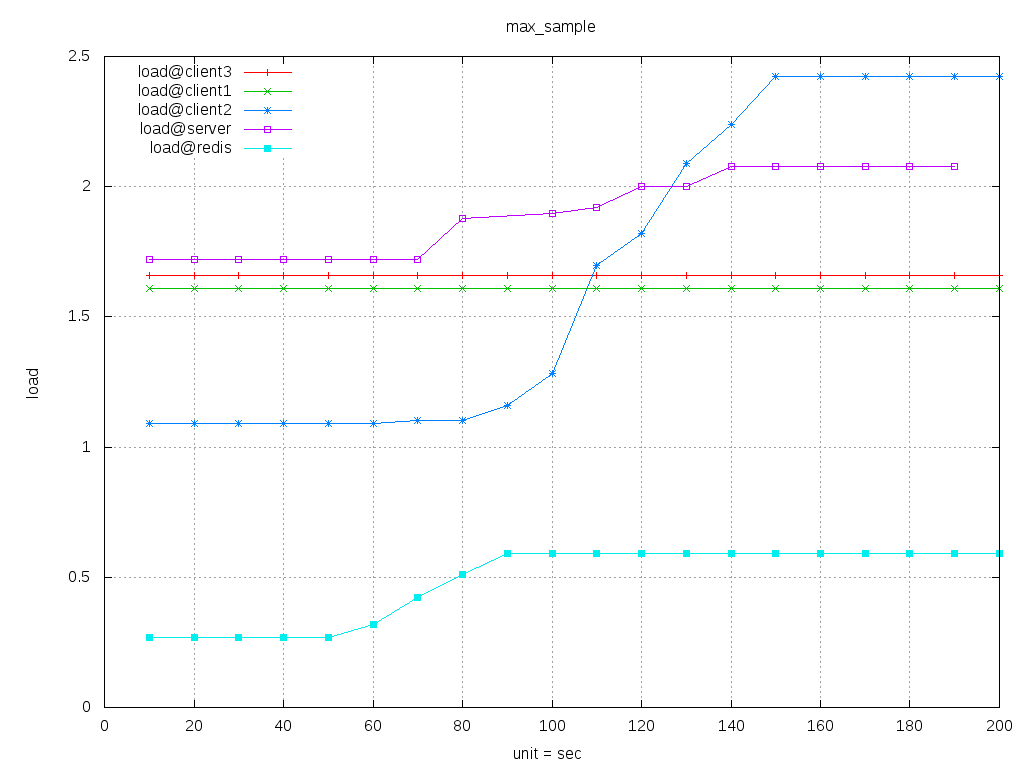 max_sample
load@client3
load@client1
load@client2
load@server
load@redis
2.5
2
1.5
1
0.5
0
load
0 20 40 60 80 100 120 140 160 180 200
unit = sec